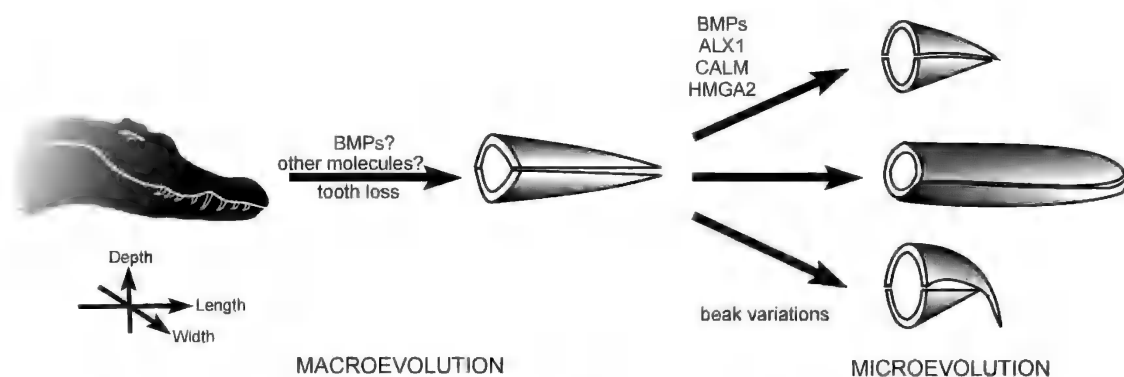 BMPs?
other molecules?
tooth loss
BMPs
ALX1
CALM
HMGA2
beak variations
Depth
Length
Width
MACROEVOLUTION
MICROEVOLUTION